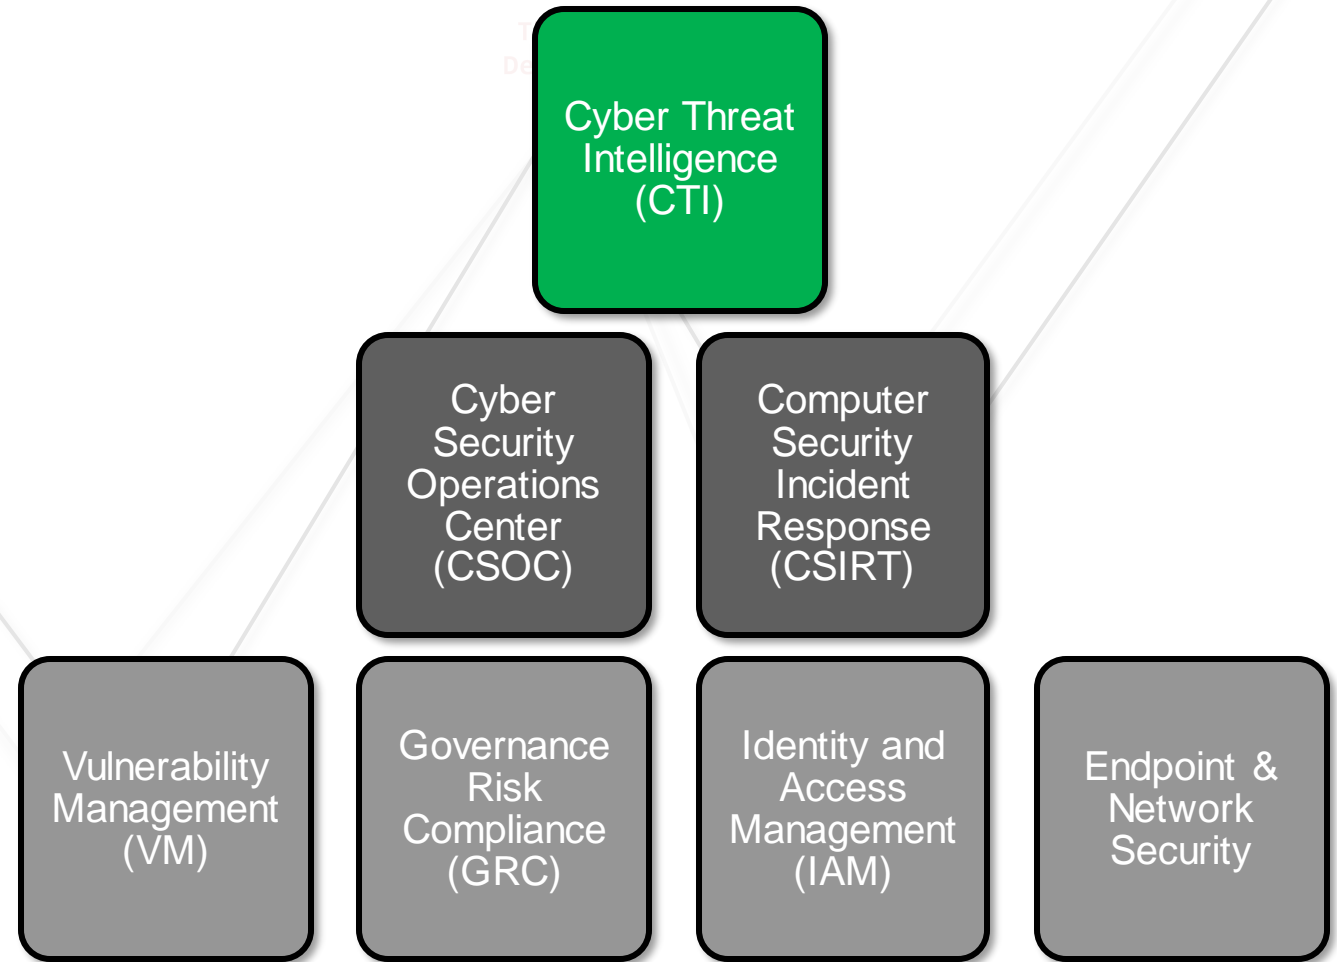 Cyber Threat
Intelligence
(CTI)
Cyber
Security
Operations
Center
(CSOC)
Computer
Security
Incident
Response
(CSIRT)
Vulnerability
Management
(VM)
Governance
Risk
Compliance
(GRC)
Identity and
Access
Management
(IAM)
Endpoint &
Network
Security